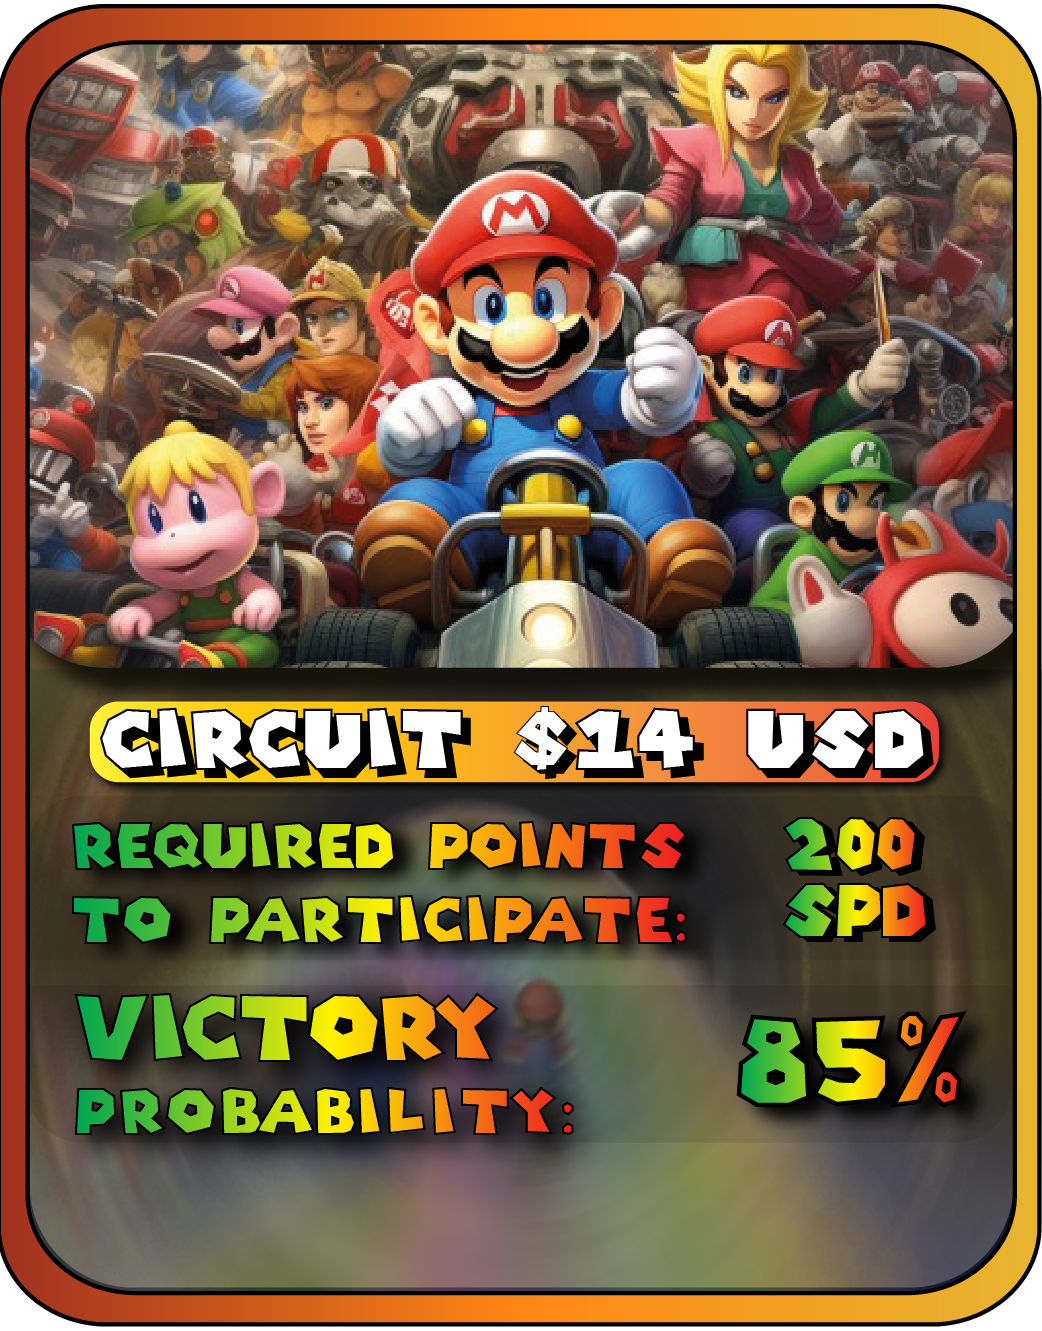 M
CIRCUIT $14 USD
REQUIRED POINTS
TO PARTICIPATE:
200
SPD
VICTORY
PROBABILITY:
85%